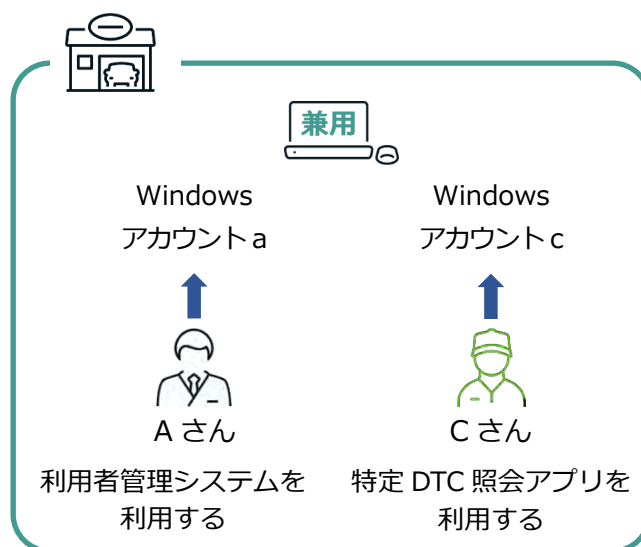 兼用
Windows
アカウント a
Windows
アカウント c
A さん
利用者管理システムを
利用する
C さん
特定 DTC 照会アプリを
利用する